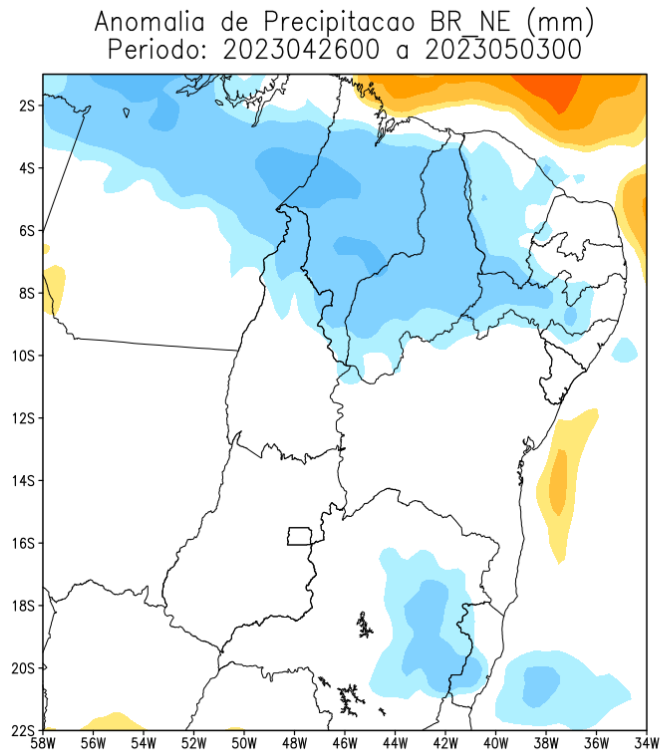 Anomalia de Precipitacao BR_NE (mm)
Periodo: 2023042600 a 2023050300
2S
4S
6S
8S
10S
12S
14S
16S
18S
20S
22S
58W 56W 54W 52W 50W 48W 46W 44W 42W 40W 38W 36W 34W